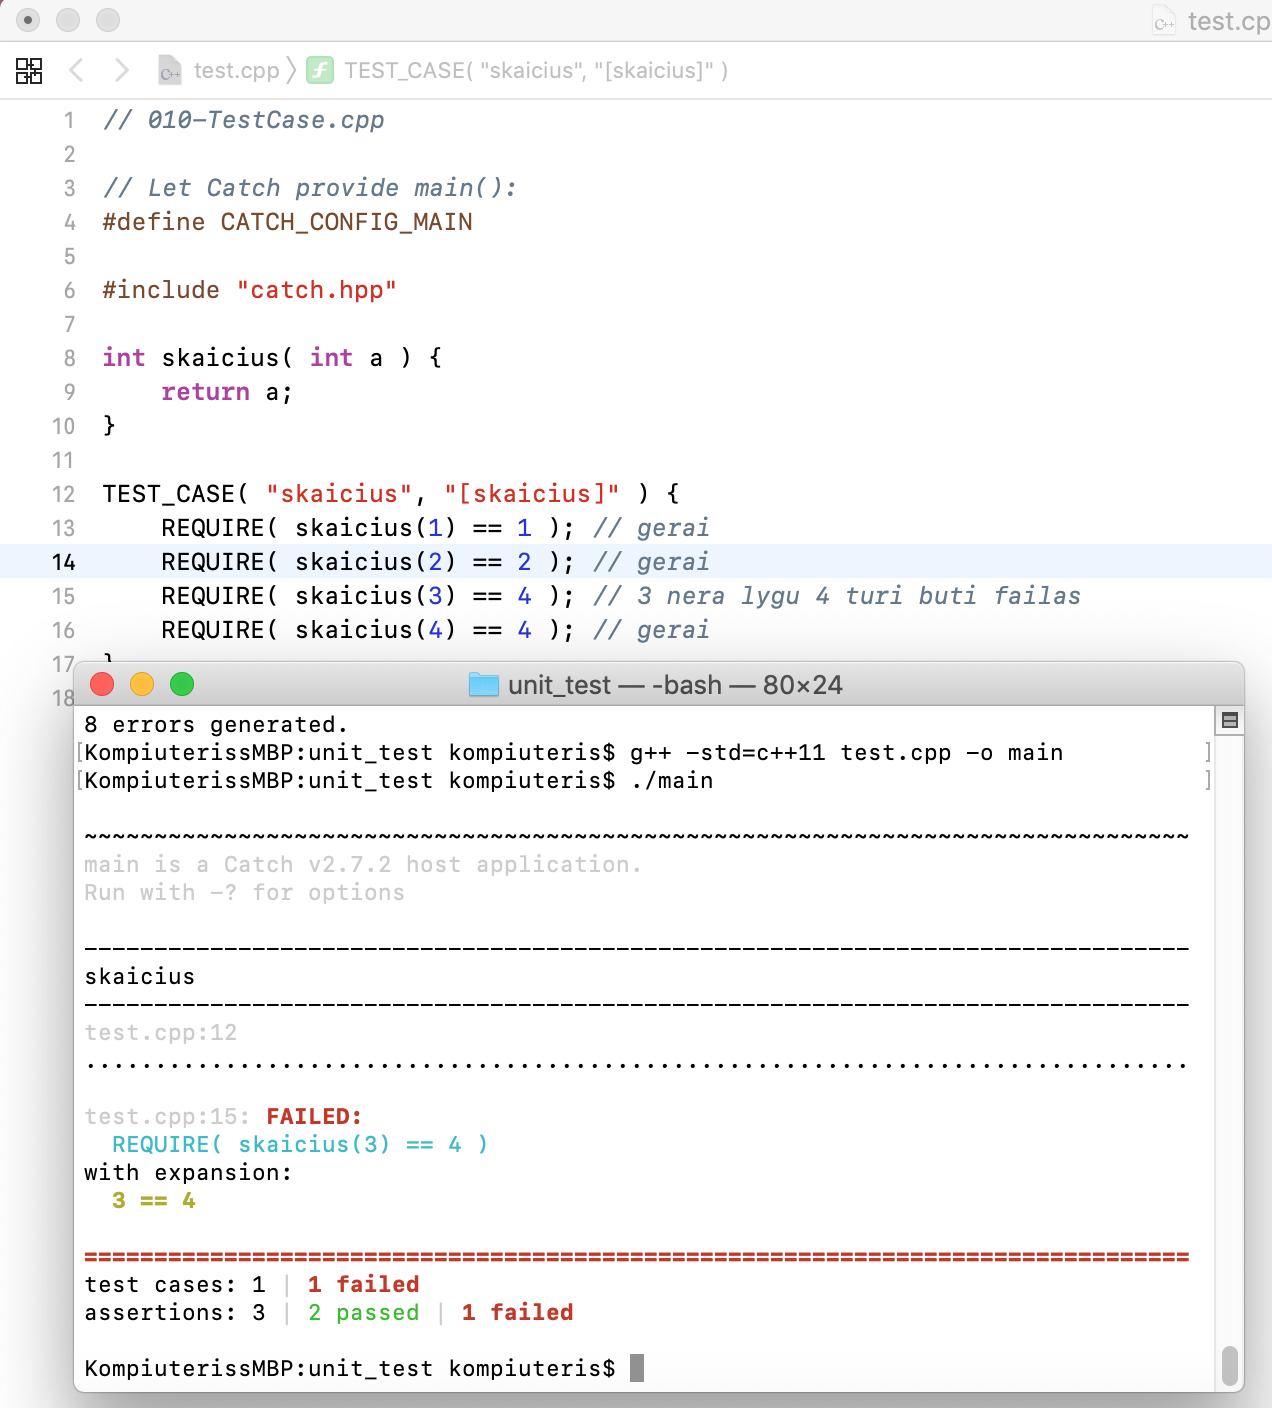 test.cp
test.cpp TEST_CASE( "skaicius", "[skaicius]" )
1 // 010-TestCase.cpp
2
3 // Let Catch provide main():
4 #define CATCH_CONFIG_MAIN
5
6 #include "catch.hpp"
7
8 int skaicius( int a ) {
9 return a;
10 }
11
12 TEST_CASE( "skaicius", "[skaicius]" ) {
13 REQUIRE( skaicius(1) == 1 ); // gerai
14 REQUIRE( skaicius(2) == 2 ); // gerai
15 REQUIRE( skaicius(3) == 4 ); // 3 nera lygu 4 turi buti failas
16 REQUIRE( skaicius(4) == 4 ); // gerai
17 }
18
unit_test — -bash — 80×24
8 errors generated.
[KompiuterissMBP:unit_test kompiuteris$ g++ -std=c++11 test.cpp -o main ]
[KompiuterissMBP:unit_test kompiuteris$ ./main ]
~~~~~~~~~~~~~~~~~~~~~~~~~~~~~~~~~~~~~~~~~~~~~~~~~~~~~~~~~~~~~~~~~~~~~~~~~~~~~~~
main is a Catch v2.7.2 host application.
Run with -? for options
-------------------------------------------------------------------------------
skaicius
-------------------------------------------------------------------------------
test.cpp:12
...............................................................................
test.cpp:15: FAILED:
REQUIRE( skaicius(3) == 4 )
with expansion:
3 == 4
===============================================================================
test cases: 1 | 1 failed
assertions: 3 | 2 passed | 1 failed
KompiuterissMBP:unit_test kompiuteris$